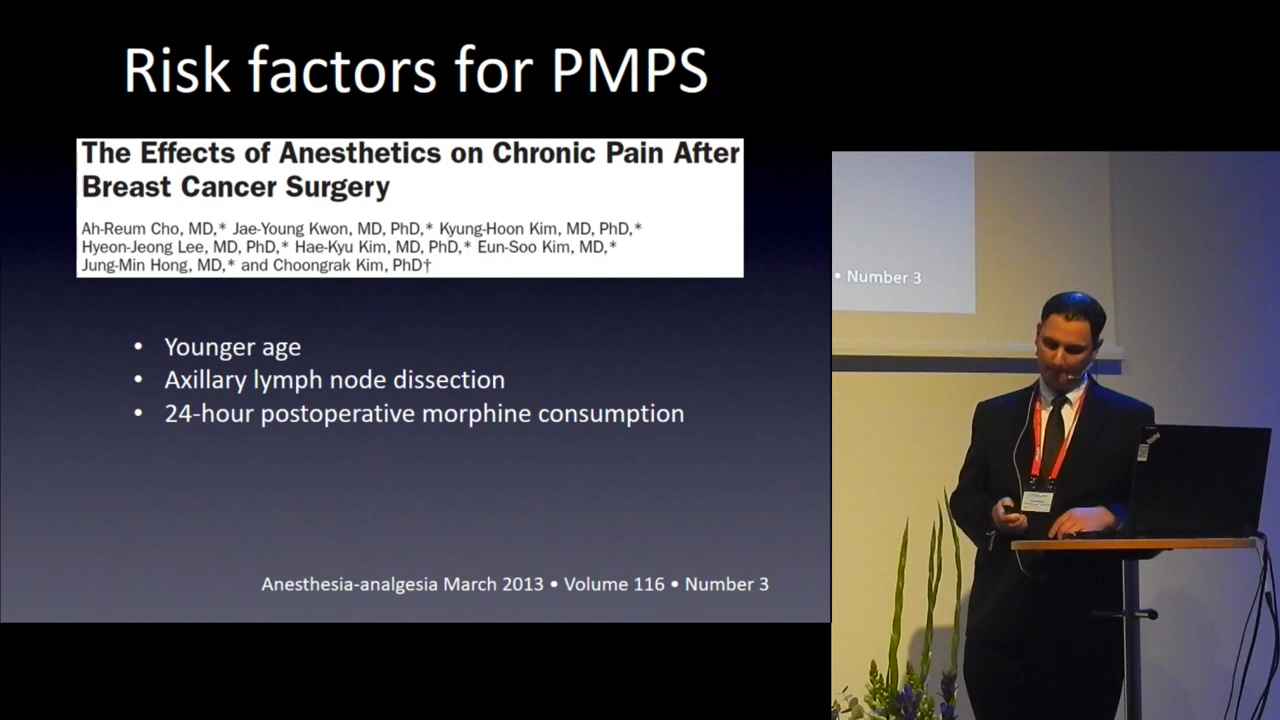 Risk factors for PMPS
The Effects of Anesthetics on Chronic Pain After
Breast Cancer Surgery
Ah-Reum Cho, MD,* Jae-Young Kwon, MD, PhD,* Kyung-Hoon Kim, MD, PhD,*
Hyeon-Jeong Lee, MD, PhD,* Hae-Kyu Kim, MD, PhD,* Eun-Soo Kim, MD,*
Jung-Min Hong, MD,* and Choongrak Kim, PhD†
• Younger age
• Axillary lymph node dissection
• 24-hour postoperative morphine consumption
Anesthesia-analgesia March 2013 • Volume 116 • Number 3
• Number 3